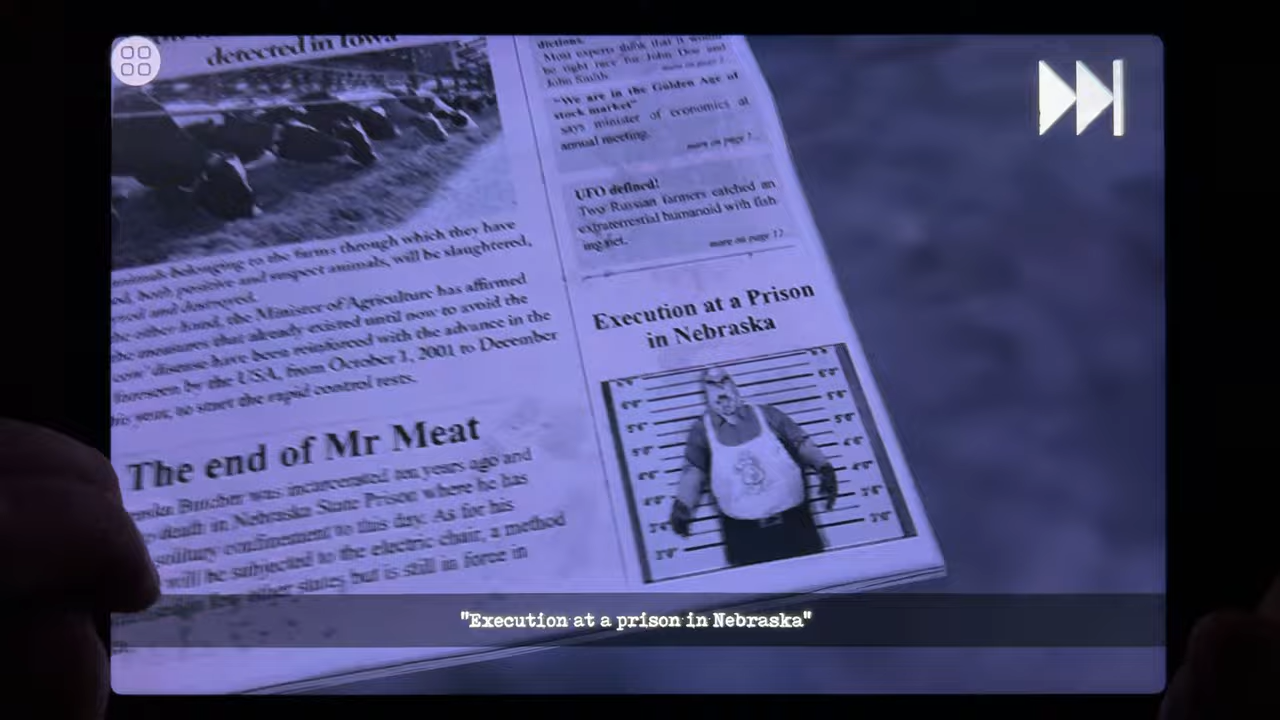 detected in Iowa
animals belonging to the farms through which they have
both positive and suspect animals, will be slaughtered,
and destroyed.
other hand, the Minister of Agriculture has affirmed
the measures that already existed until now to avoid the
cow" disease have been reinforced with the advance in the
foreseen by the USA, from October 1, 2001 to December
his year, to start the rapid control tests.
The end of Mr Meat
Butcher was incarcerated ten years ago and
death in Nebraska State Prison where he has
solitary confinement to this day. As for his
will be subjected to the electric chair, a method
other states but is still in force in
dictions.
Most experts think that it would
be tight race for John Doe and
John Smith.
more on page
"We are in the Golden Age of
stock market"
says minister of economics at
annual meeting.
more on page 7...
UFO defined!
Two Russian farmers catched an
extraterrestial humanoid with fish-
ing net.
more on page 12
Execution at a Prison
in Nebraska
"Execution at a prison in Nebraska"